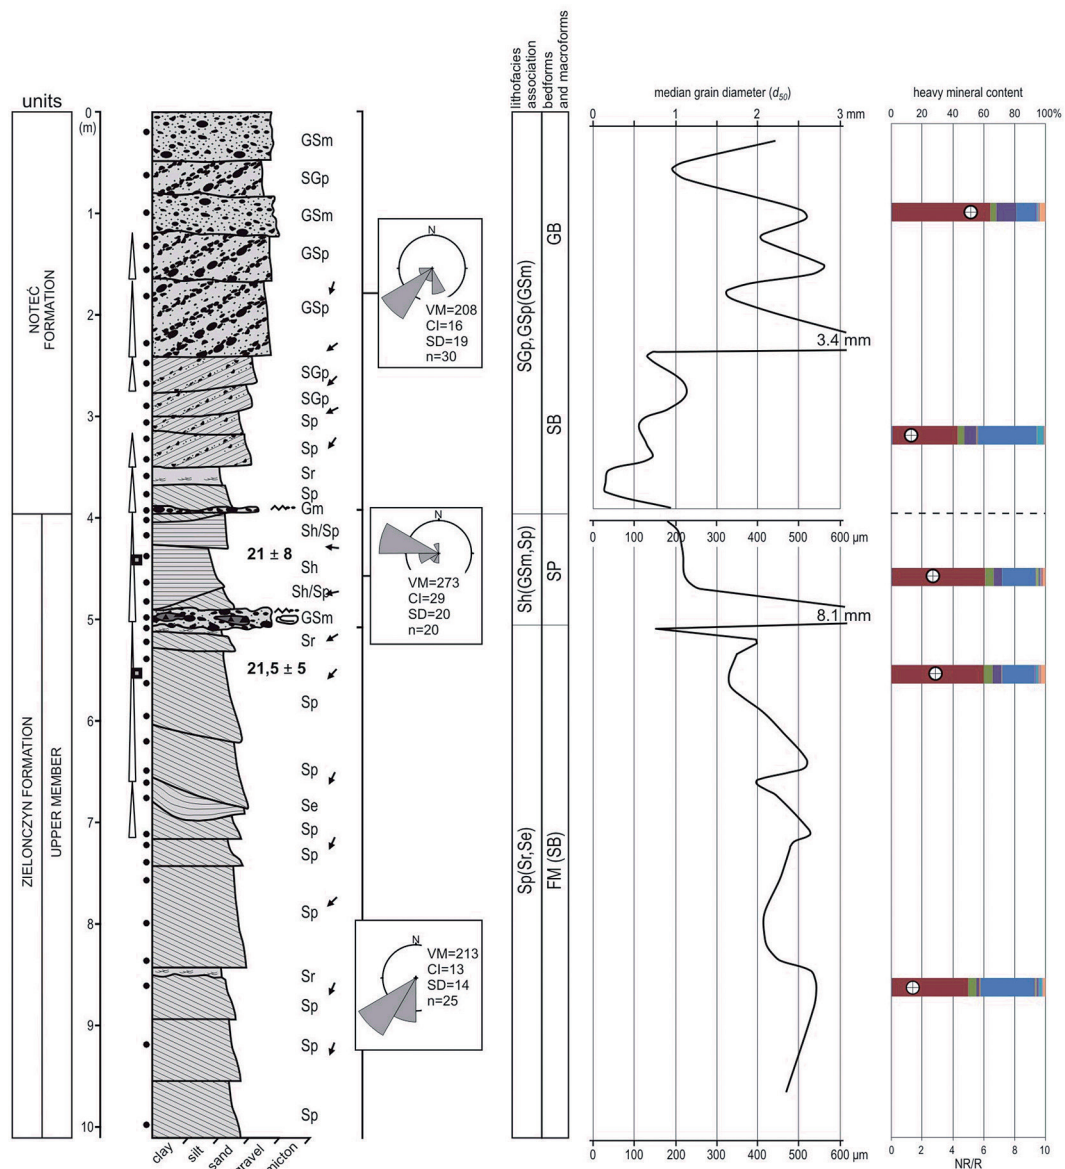 units
0
(m)
1
2
3
4
5
6
7
8
9
10
NOTEĆ
FORMATION
ZIELONCZYN FORMATION
UPPER MEMBER
GSm
SGp
GSm
GSp
GSp
SGp
SGp
Sp
Sp
Sr
Sp
Gm
Sh/Sp
21 ± 8
Sh
Sh/Sp
GSm
Sr
21,5 ± 5
Sp
Sp
Se
Sp
Sp
Sp
Sr
Sp
Sp
Sp
clay
silt
sand
gravel
N
VM=208
CI=16
SD=19
n=30
N
VM=273
CI=29
SD=20
n=20
N
VM=213
CI=13
SD=14
n=25
lithofacies
association
bedforms
and macroforms
SGp,GSp(GSm)
GB
SB
Sh(GSm,Sp)
SP
Sp(Sr,Se)
FM (SB)
median grain diameter (d50)
0 1 2 3 mm
3.4 mm
0 200 400 500 600 µm
8.1 mm
0 200 400 500 600 µm
heavy mineral content
0 20 40 60 80 100%
0 2 4 6 8 10
NR/R